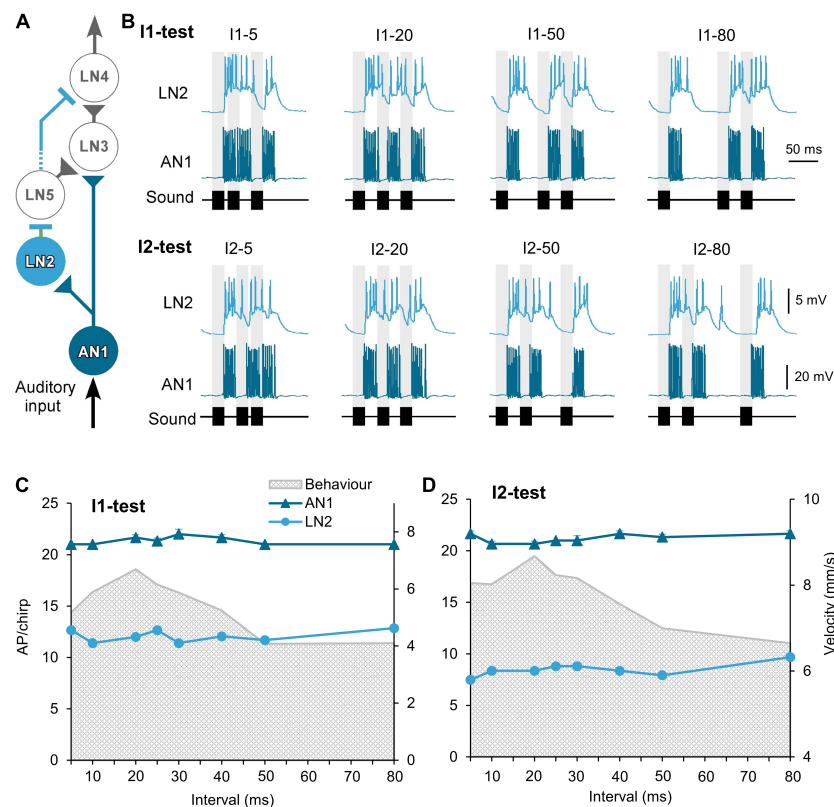 A
LN4
LN3
LN5
LN2
AN1
Auditory
input
B
I1-test
I1-5 I1-20 I1-50 I1-80
LN2
AN1
50 ms
Sound
I2-test
I2-5 I2-20 I2-50 I2-80
LN2
5 mV
AN1
20 mV
Sound
C
I1-test
Behaviour
AN1
LN2
25
20
15
10
5
0
AP/chirp
8
6
4
2
0
10 20 30 40 50 60 70 80
Interval (ms)
D
I2-test
25
20
15
10
5
0
10
8
6
4
Velocity (mm/s)
10 20 30 40 50 60 70 80
Interval (ms)